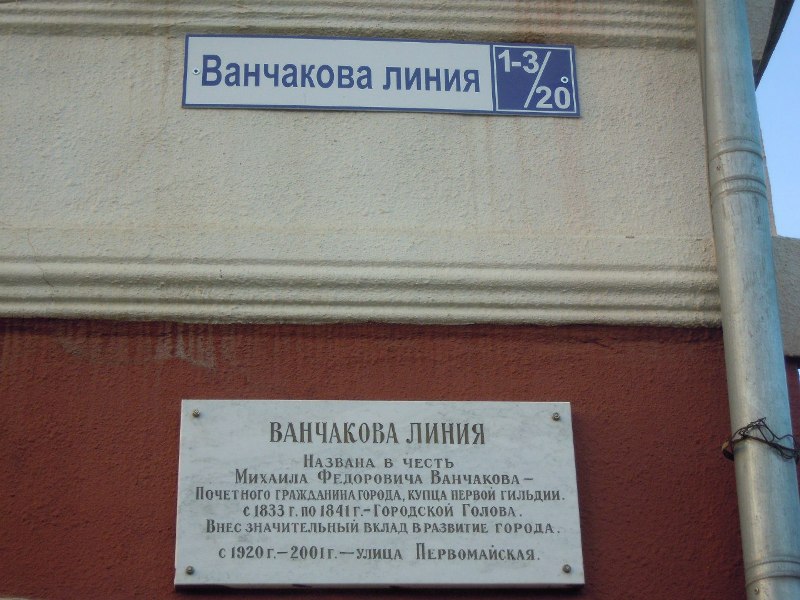 Ванчакова линия 1-3/20
ВАНЧАКОВА ЛИНИЯ
НАЗВАНА В ЧЕСТЬ
МИХАИЛА ФЕДОРОВИЧА ВАНЧАКОВА –
ПОЧЕТНОГО ГРАЖДАНИНА ГОРОДА, КУПЦА ПЕРВОЙ ГИЛЬДИИ.
С 1833 Г. ПО 1841 Г. – ГОРОДСКОЙ ГОЛОВА.
ВНЕС ЗНАЧИТЕЛЬНЫЙ ВКЛАД В РАЗВИТИЕ ГОРОДА.
С 1920 Г. – 2001 Г. – УЛИЦА ПЕРВОМАЙСКАЯ.